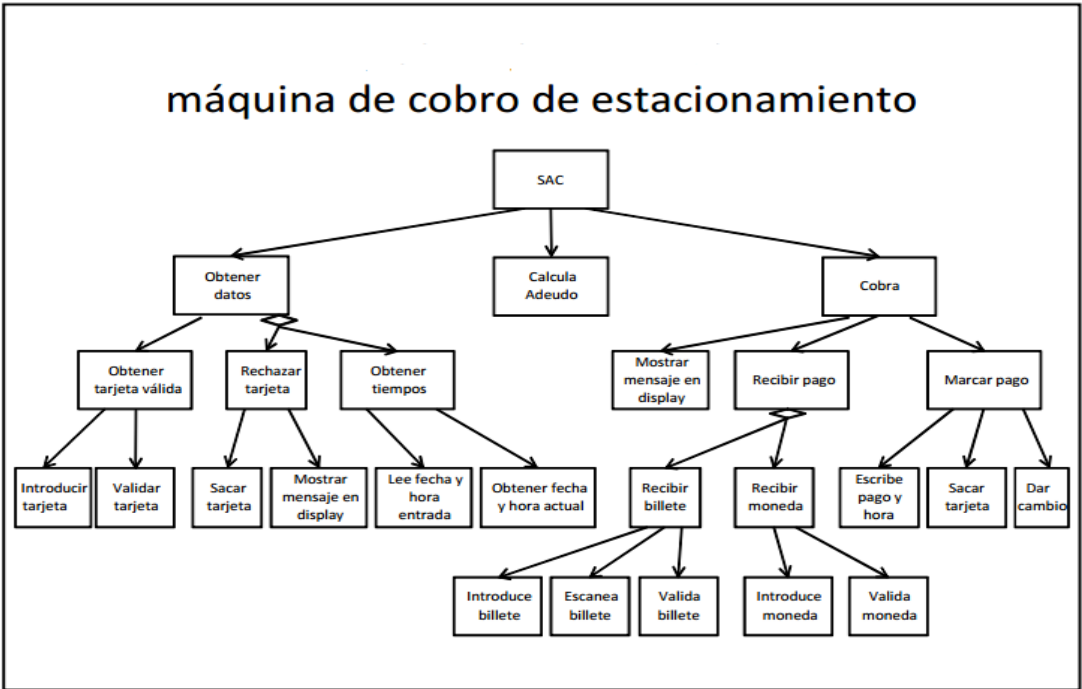 máquina de cobro de estacionamiento
SAC
Obtener
datos
Calcula
Adeudo
Cobra
Obtener
tarjeta válida
Rechazar
tarjeta
Obtener
tiempos
Mostrar
mensaje en
display
Recibir pago
Marcar pago
Introducir
tarjeta
Validar
tarjeta
Sacar
tarjeta
Mostrar
mensaje en
display
Lee fecha y
hora
entrada
Obtener fecha
y hora actual
Recibir
billete
Recibir
moneda
Escribe
pago y
hora
Sacar
tarjeta
Dar
cambio
Introduce
billete
Escanea
billete
Valida
billete
Introduce
moneda
Valida
moneda